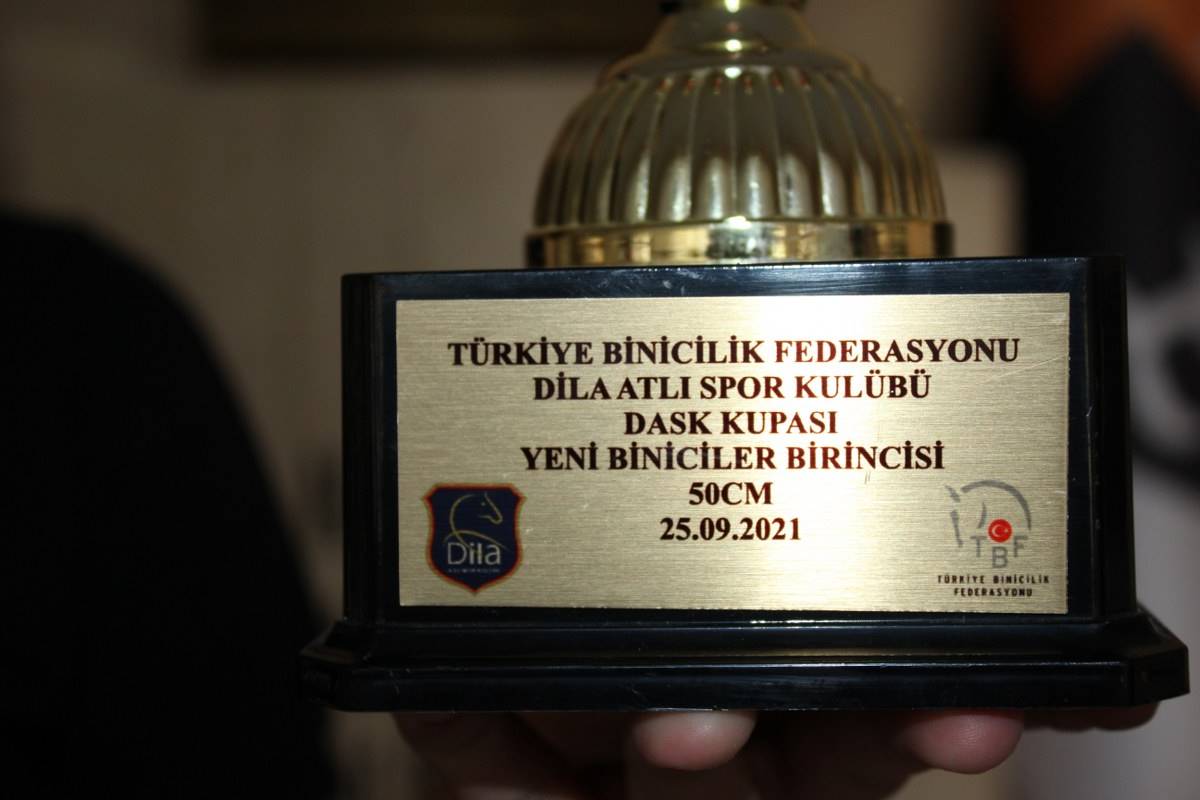 TÜRKİYE BİNİCİLİK FEDERASYONU
DİLA ATLI SPOR KULÜBÜ
DASK KUPASI
YENİ BİNİCİLER BİRİNCİSİ
50CM
25.09.2021
Dila
TBF
TÜRKİYE BİNİCİLİK
FEDERASYONU